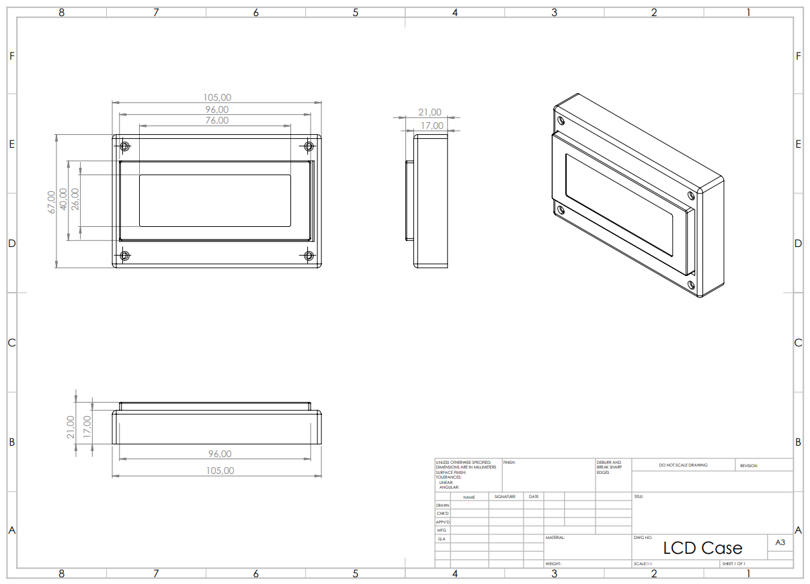 8 7 6 5 4 3 2 1
F F
105,00
96,00
76,00
21,00
17,00
E E
67,00
40,00
26,00
D D
C C
21,00
17,00
B B
96,00
105,00
UNLESS OTHERWISE SPECIFIED:
DIMENSIONS ARE IN MILLIMETERS
SURFACE FINISH:
TOLERANCES:
LINEAR:
ANGULAR:
FINISH:
DEBURR AND
BREAK SHARP
EDGES
DO NOT SCALE DRAWING
REVISION
NAME SIGNATURE DATE
TITLE:
DRAWN
CHK'D
APPV'D
MFG
Q.A
MATERIAL:
DWG NO.
LCD Case
A3
WEIGHT:
SCALE:1:1
SHEET 1 OF 1
A A
8 7 6 5 4 3 2 1